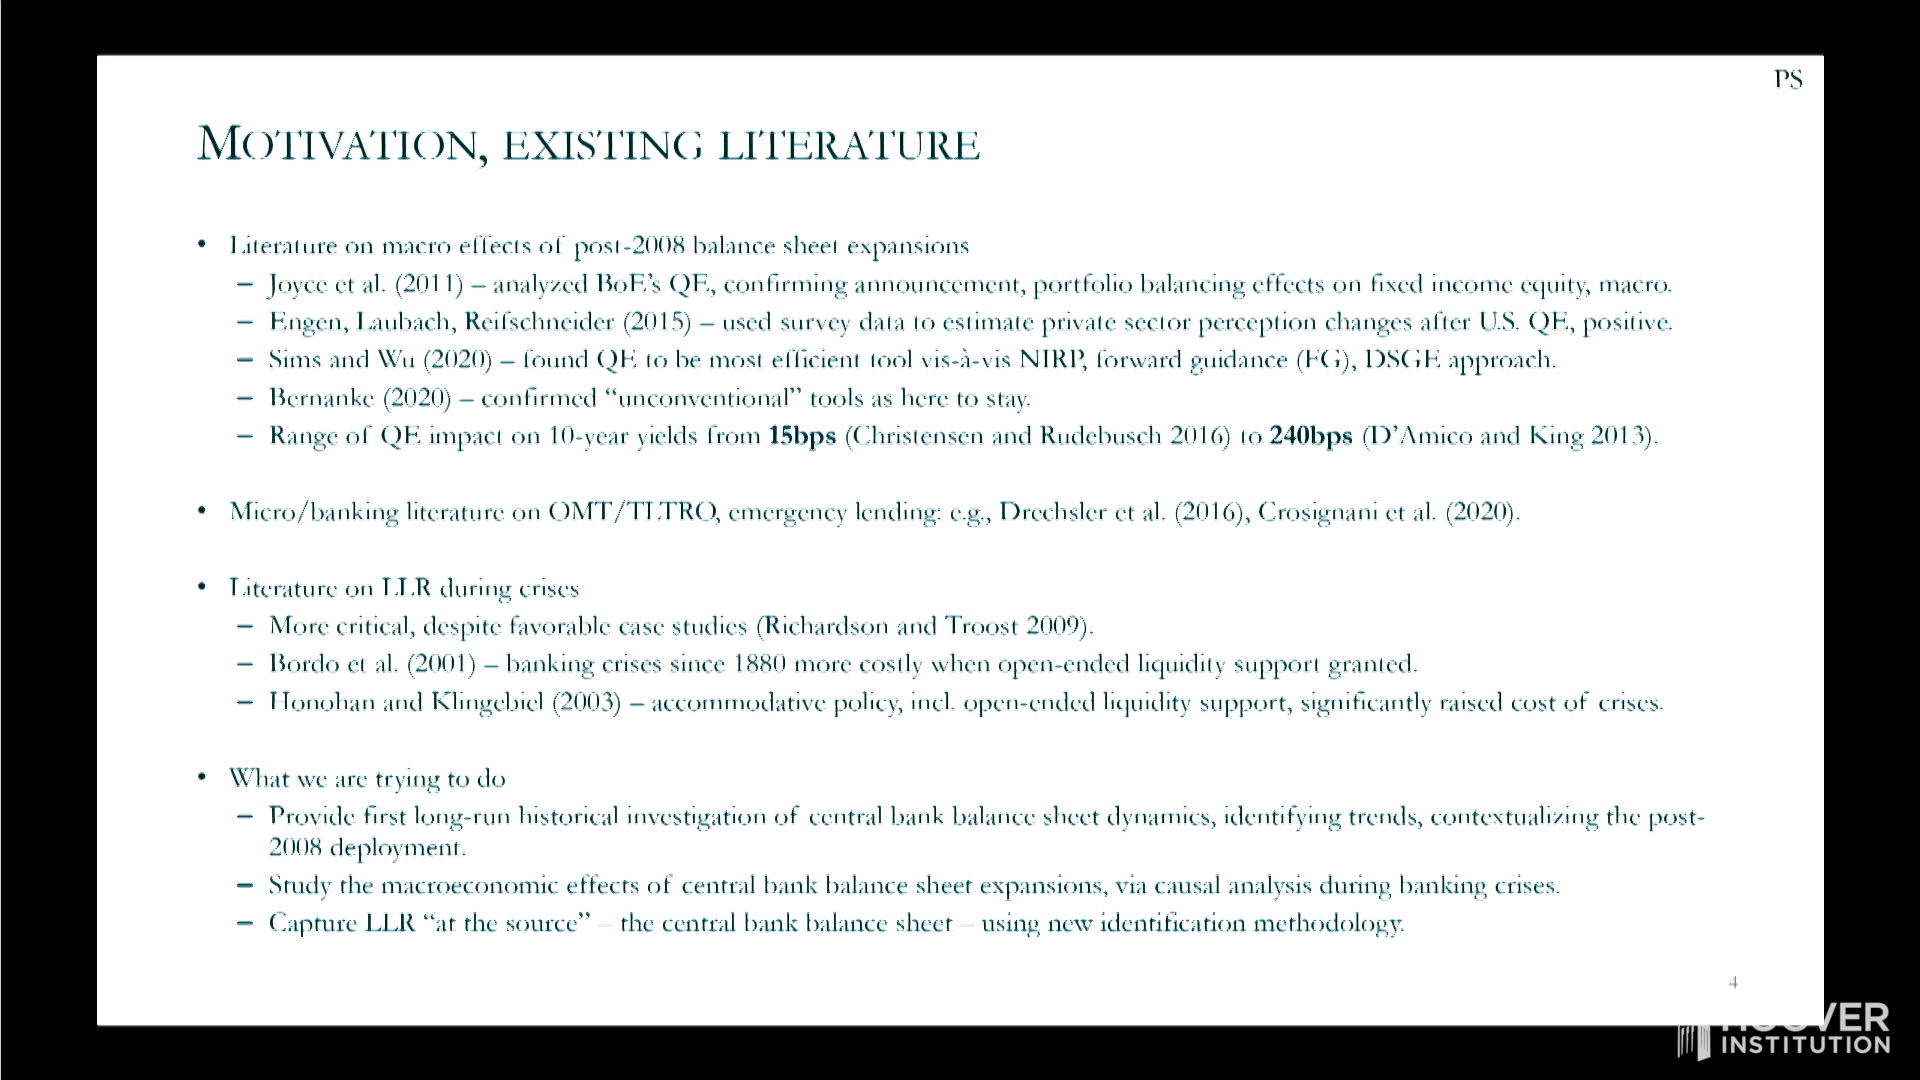 PS
MOTIVATION, EXISTING LITERATURE
• Literature on macro effects of post-2008 balance sheet expansions
– Joyce et al. (2011) – analyzed BoE’s QE, confirming announcement, portfolio balancing effects on fixed income equity, macro.
– Engen, Laubach, Reifschneider (2015) – used survey data to estimate private sector perception changes after U.S. QE, positive.
– Sims and Wu (2020) – found QE to be most efficient tool vis-à-vis NIRP, forward guidance (FG), DSGE approach.
– Bernanke (2020) – confirmed “unconventional” tools as here to stay.
– Range of QE impact on 10-year yields from 15bps (Christensen and Rudebusch 2016) to 240bps (D’Amico and King 2013).
• Micro/banking literature on OMT/TLTRO, emergency lending: e.g., Drechsler et al. (2016), Crosignani et al. (2020).
• Literature on LLR during crises
– More critical, despite favorable case studies (Richardson and Troost 2009).
– Bordo et al. (2001) – banking crises since 1880 more costly when open-ended liquidity support granted.
– Honohan and Klingebiel (2003) – accommodative policy, incl. open-ended liquidity support, significantly raised cost of crises.
• What we are trying to do
– Provide first long-run historical investigation of central bank balance sheet dynamics, identifying trends, contextualizing the post-
2008 deployment.
– Study the macroeconomic effects of central bank balance sheet expansions, via causal analysis during banking crises.
– Capture LLR “at the source” – the central bank balance sheet – using new identification methodology.
4
HOOVER
INSTITUTION